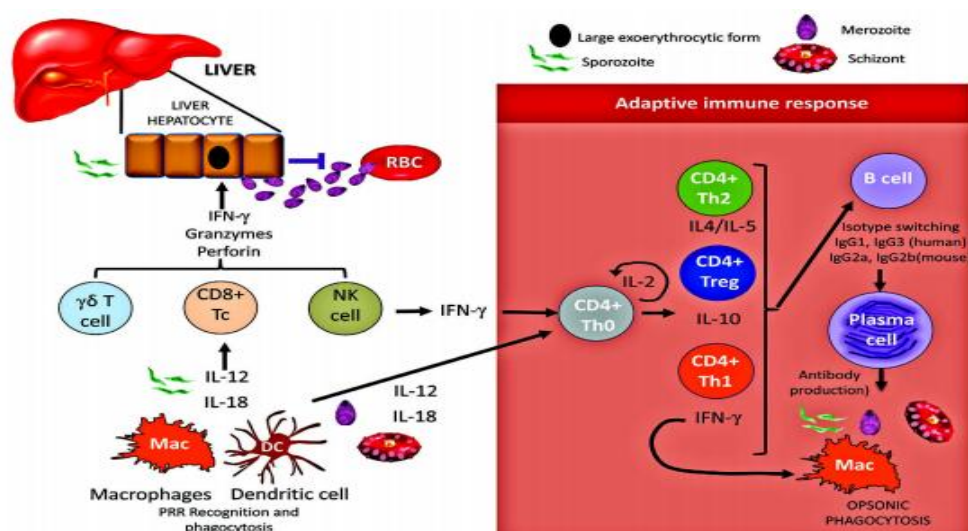 Large exoerythrocytic form
Sporozoite
Merozoite
Schizont
LIVER
LIVER
HEPATOCYTE
RBC
IFN-γ
Granzymes
Perforin
γδ T
cell
CD8+
Tc
NK
cell
IFN-γ
IL-12
IL-18
Mac
DC
IL-12
IL-18
Macrophages
Dendritic cell
PRR Recognition and
phagocytosis
Adaptive immune response
CD4+
Th0
IL-2
CD4+
Th2
IL4/IL-5
CD4+
Treg
IL-10
CD4+
Th1
IFN-γ
B cell
Isotype switching
IgG1, IgG3 (human)
IgG2a, IgG2b(mouse
Plasma
cell
Antibody
production)
Mac
OPSONIC
PHAGOCYTOSIS